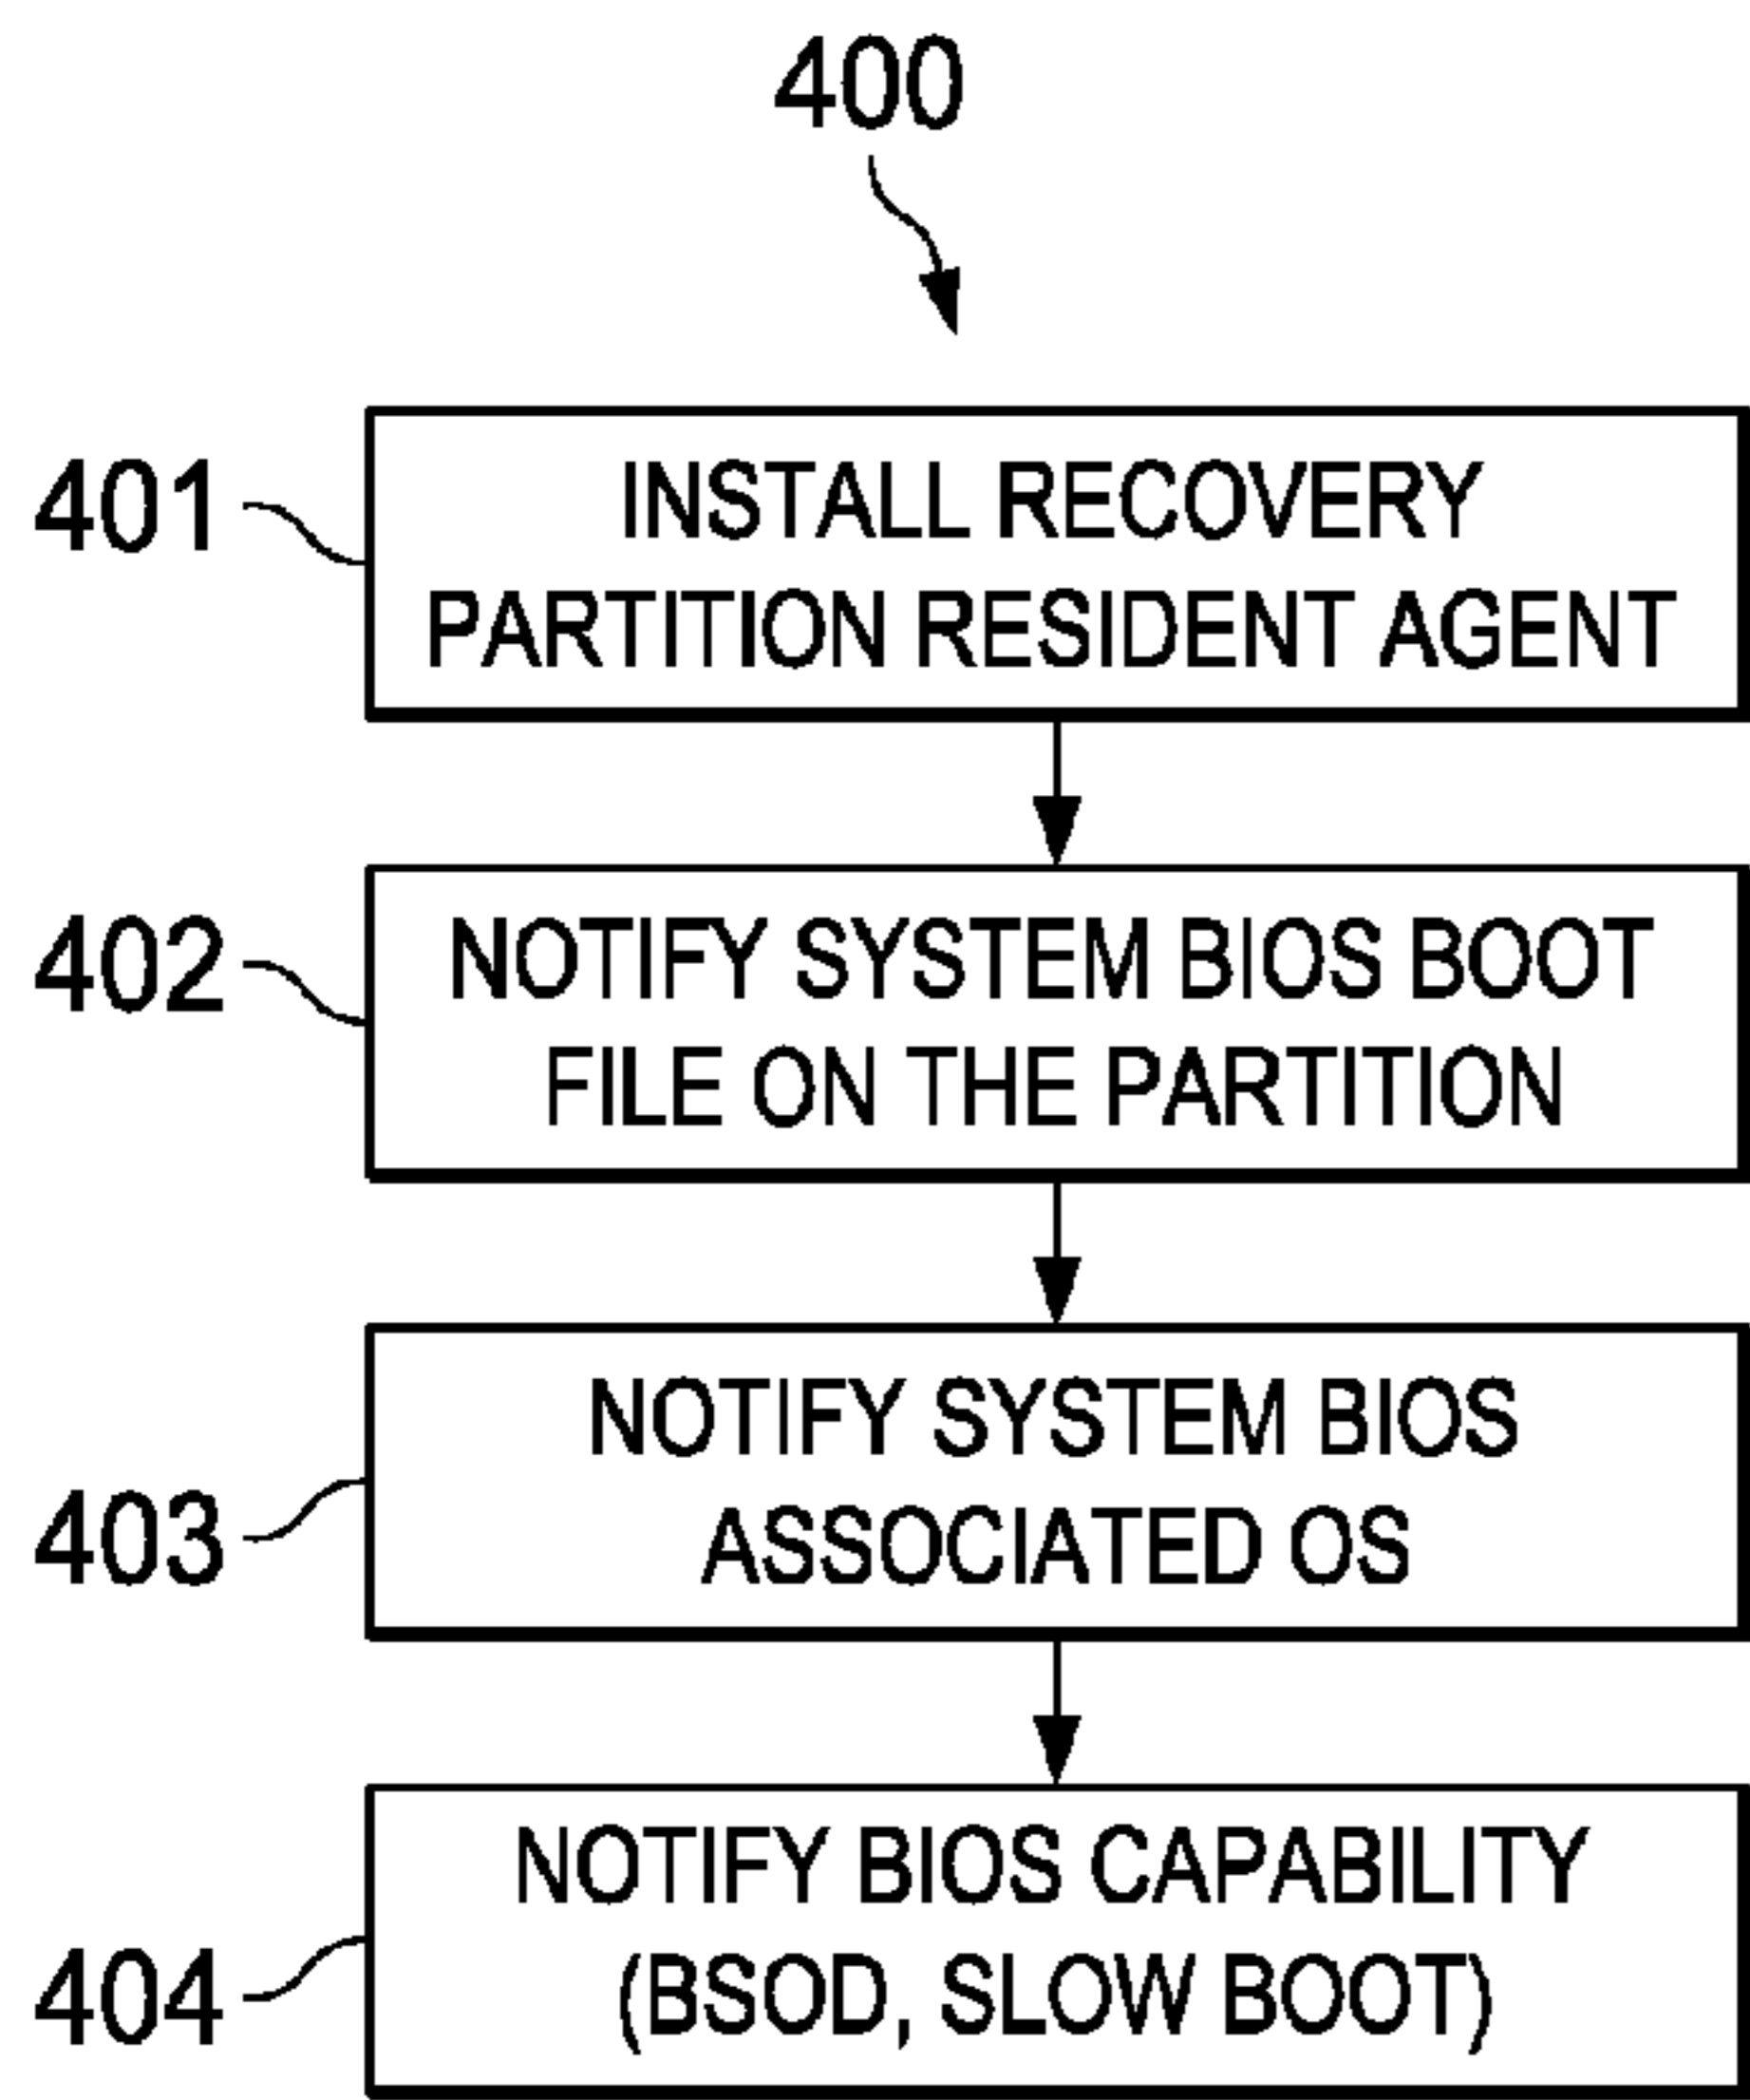 400
401
INSTALL RECOVERY
PARTITION RESIDENT AGENT
402
NOTIFY SYSTEM BIOS BOOT
FILE ON THE PARTITION
403
NOTIFY SYSTEM BIOS
ASSOCIATED OS
404
NOTIFY BIOS CAPABILITY
(BSOD, SLOW BOOT)